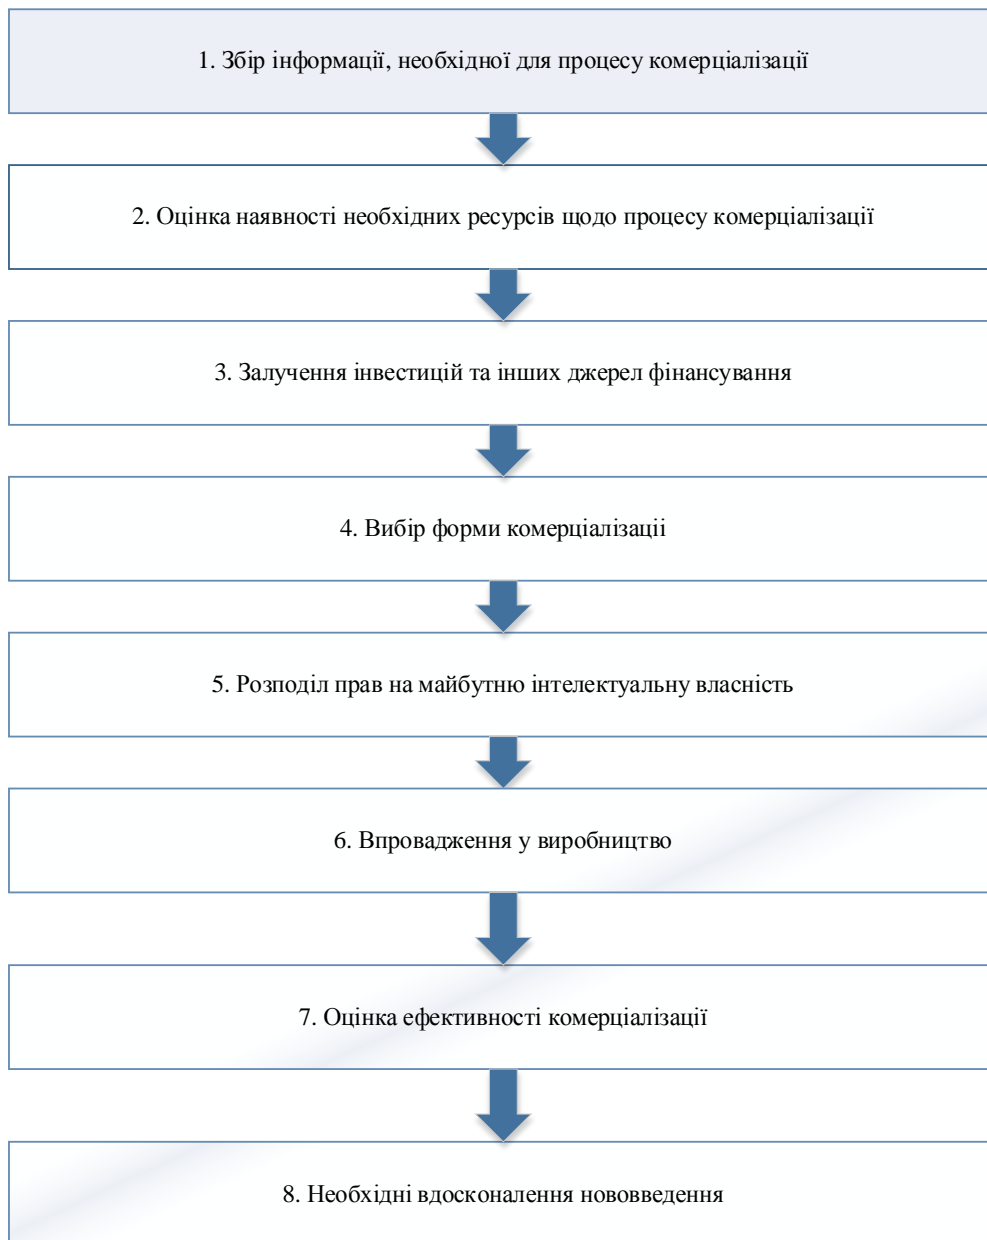 1. Збір інформації, необхідної для процесу комерціалізації
2. Оцінка наявності необхідних ресурсів щодо процесу комерціалізації
3. Залучення інвестицій та інших джерел фінансування
4. Вибір форми комерціалізаціі
5. Розподіл прав на майбутню інтелектуальну власність
6. Впровадження у виробництво
7. Оцінка ефективності комерціалізації
8. Необхідні вдосконалення нововведення